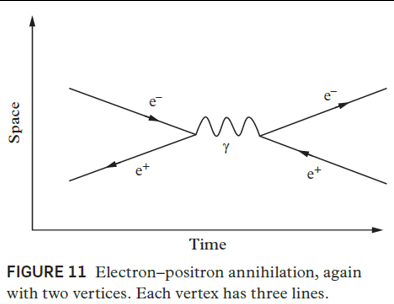 Space
e⁻
e⁻
γ
e⁺
e⁺
Time
FIGURE 11 Electron–positron annihilation, again
with two vertices. Each vertex has three lines.